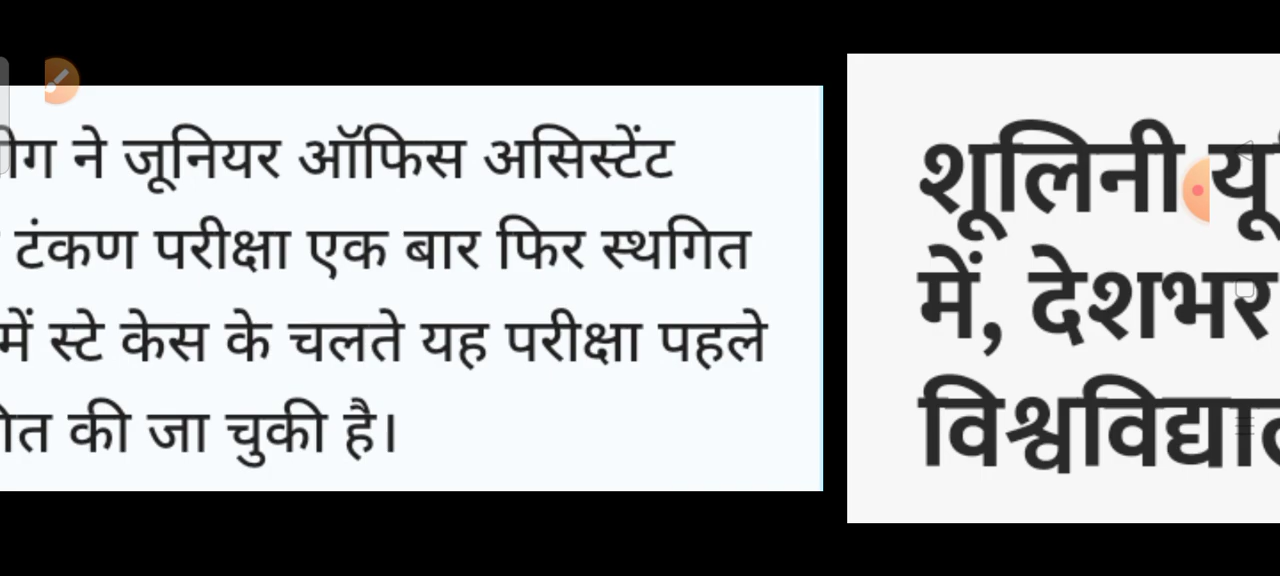 ने जूनियर ऑफिस असिस्टेंट
टंकण परीक्षा एक बार फिर स्थगित
में स्टे केस के चलते यह परीक्षा पहले
की जा चुकी है।
शूलिनी
में, देशभर